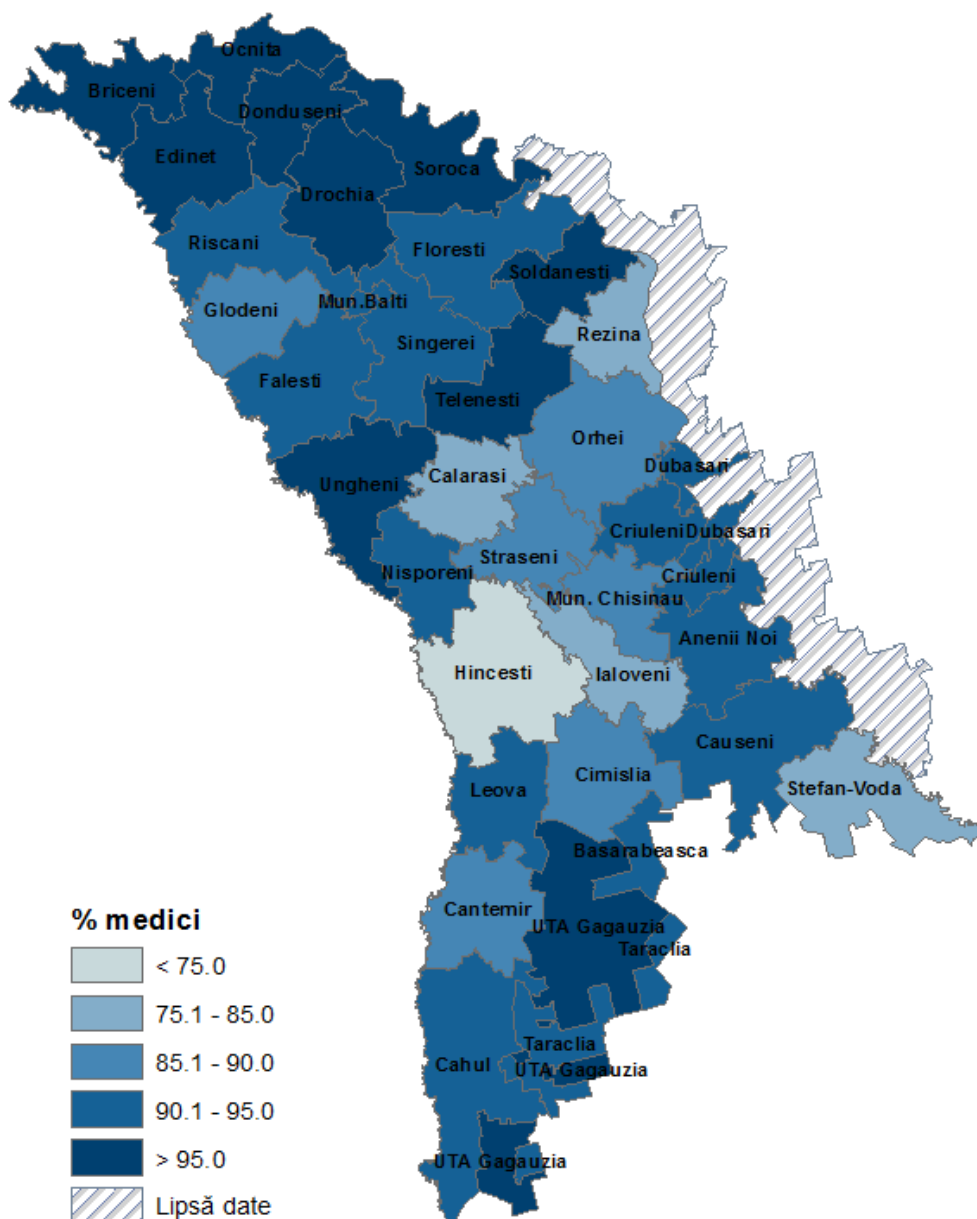 Ocnita
Briceni
Donduseni
Edinet
Soroca
Drochia
Riscani
Floresti
Soldanesti
Glodeni
Mun.Balti
Rezina
Singerei
Falesti
Telenesti
Orhei
Dubasari
Calarasi
Ungheni
Criuleni
Dubasari
Straseni
Nisporeni
Criuleni
Mun. Chisinau
Anenii Noi
Hincesti
Ialoveni
Causeni
Cimislia
Leova
Stefan-Voda
Basarabeasca
Cantemir
UTA Gagauzia
Taraclia
Taraclia
Cahul
UTA Gagauzia
UTA Gagauzia
% medici
< 75.0
75.1 - 85.0
85.1 - 90.0
90.1 - 95.0
> 95.0
Lipsă date